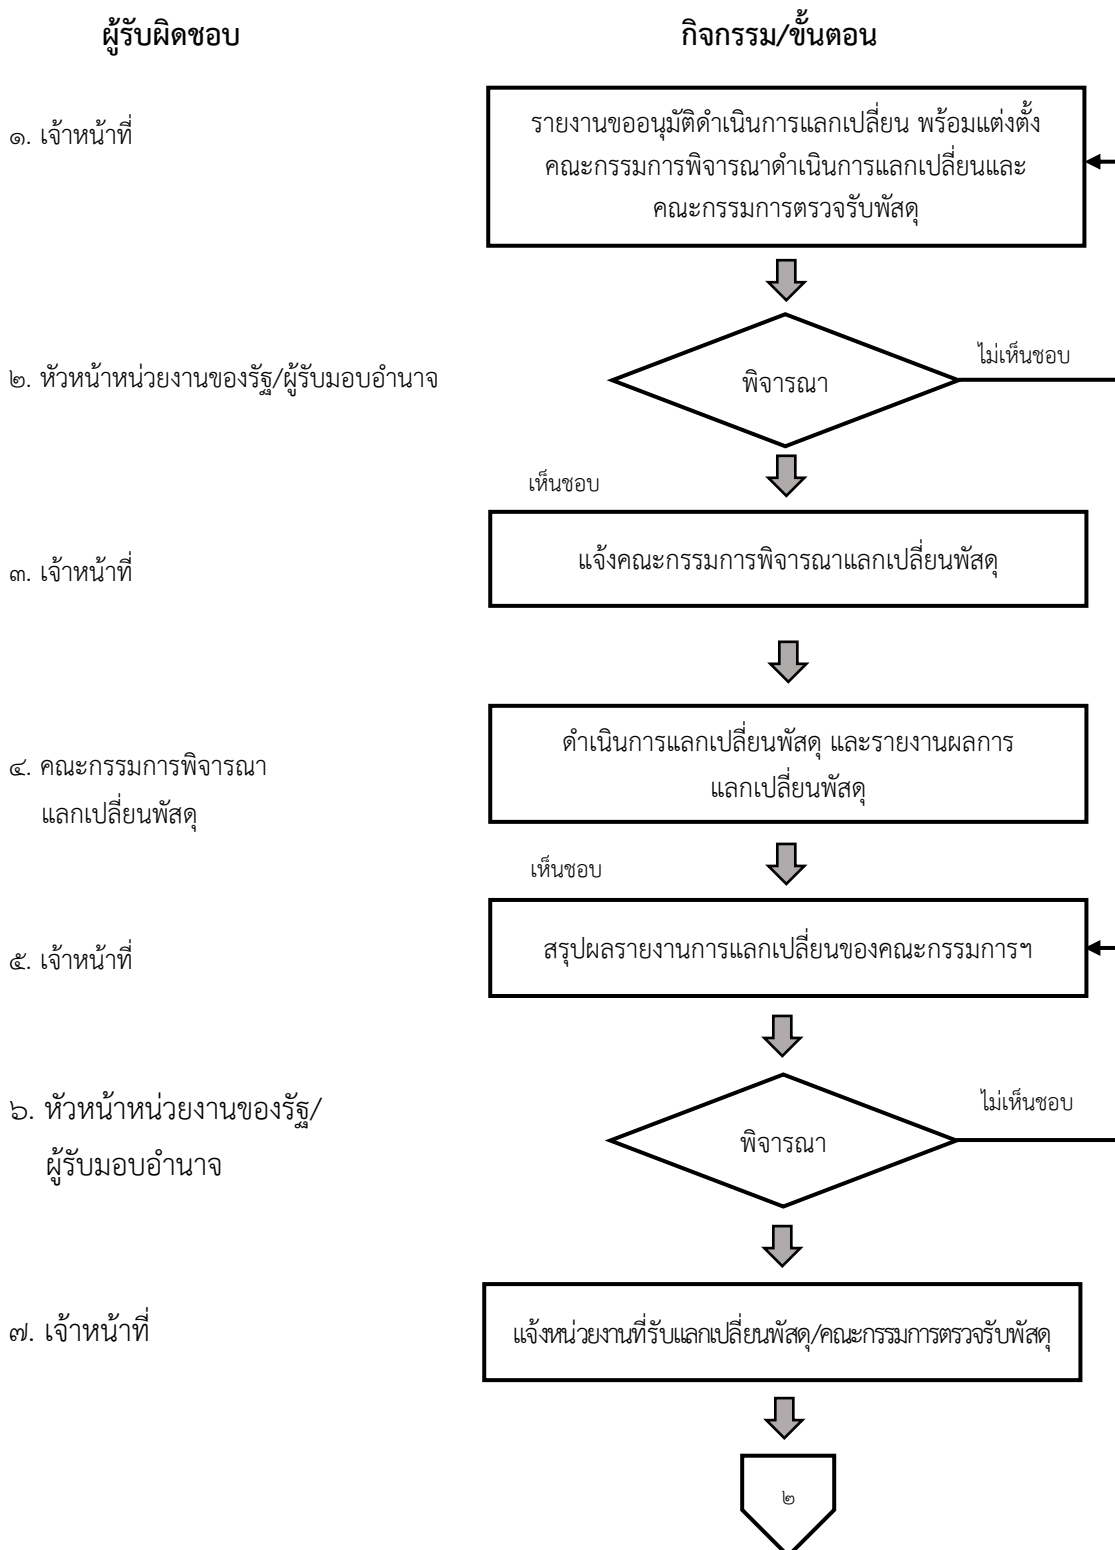 ผู้รับผิดชอบ
กิจกรรม/ขั้นตอน
๑. เจ้าหน้าที่
รายงานขออนุมัติดำเนินการแลกเปลี่ยน พร้อมแต่งตั้ง
คณะกรรมการพิจารณาดำเนินการแลกเปลี่ยนและ
คณะกรรมการตรวจรับพัสดุ
๒. หัวหน้าหน่วยงานของรัฐ/ผู้รับมอบอำนาจ
พิจารณา
ไม่เห็นชอบ
เห็นชอบ
๓. เจ้าหน้าที่
แจ้งคณะกรรมการพิจารณาแลกเปลี่ยนพัสดุ
๔. คณะกรรมการพิจารณา
แลกเปลี่ยนพัสดุ
ดำเนินการแลกเปลี่ยนพัสดุ และรายงานผลการ
แลกเปลี่ยนพัสดุ
เห็นชอบ
๕. เจ้าหน้าที่
สรุปผลรายงานการแลกเปลี่ยนของคณะกรรมการฯ
๖. หัวหน้าหน่วยงานของรัฐ/
ผู้รับมอบอำนาจ
พิจารณา
ไม่เห็นชอบ
๗. เจ้าหน้าที่
แจ้งหน่วยงานที่รับแลกเปลี่ยนพัสดุ/คณะกรรมการตรวจรับพัสดุ
๒